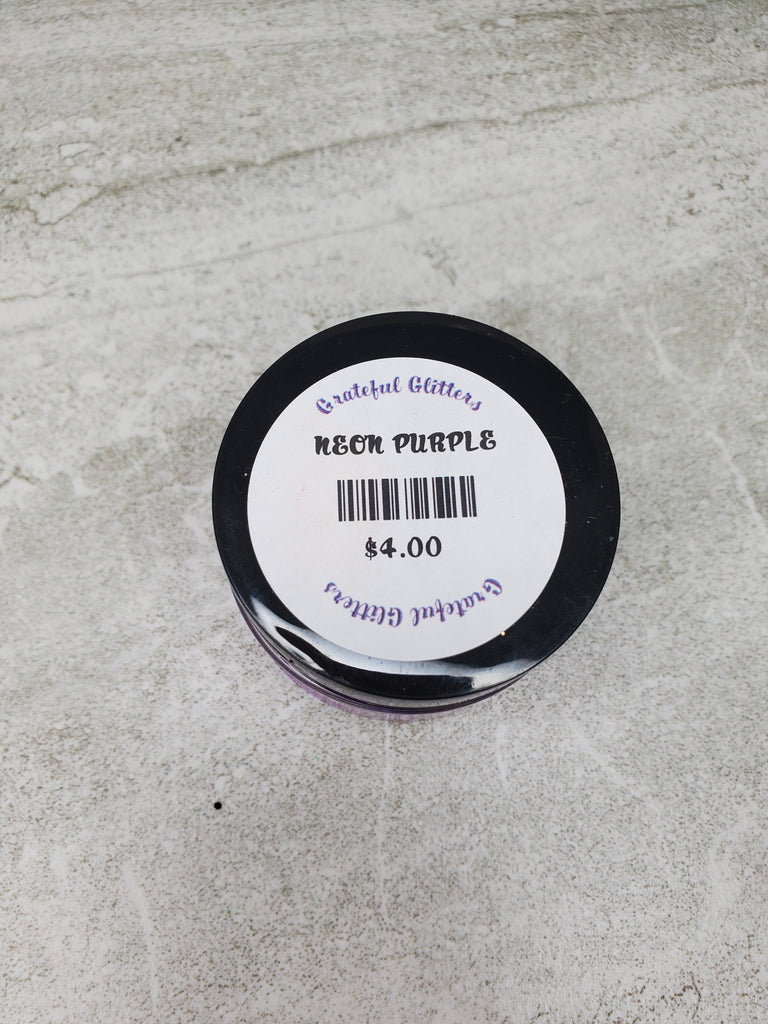 Grateful Glitters
NEON PURPLE
$4.00
Grateful Glitters